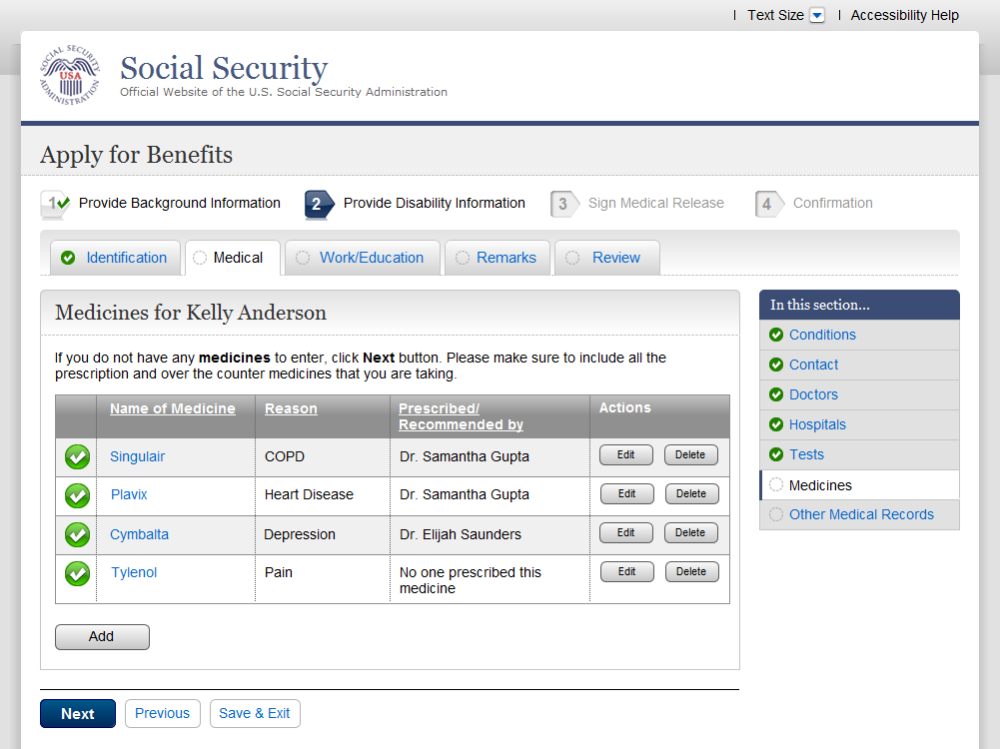 Text Size
Accessibility Help
SOCIAL SECURITY ADMINISTRATION
USA
Social Security
Official Website of the U.S. Social Security Administration
Apply for Benefits
1 Provide Background Information 2 Provide Disability Information 3 Sign Medical Release 4 Confirmation
Identification Medical Work/Education Remarks Review
Medicines for Kelly Anderson
If you do not have any medicines to enter, click Next button. Please make sure to include all the
prescription and over the counter medicines that you are taking.
Name of Medicine Reason Prescribed/ Actions
Recommended by
Singulair COPD Dr. Samantha Gupta Edit Delete
Plavix Heart Disease Dr. Samantha Gupta Edit Delete
Cymbalta Depression Dr. Elijah Saunders Edit Delete
Tylenol Pain No one prescribed this Edit Delete
medicine
Add
Next Previous Save & Exit
In this section...
Conditions
Contact
Doctors
Hospitals
Tests
Medicines
Other Medical Records